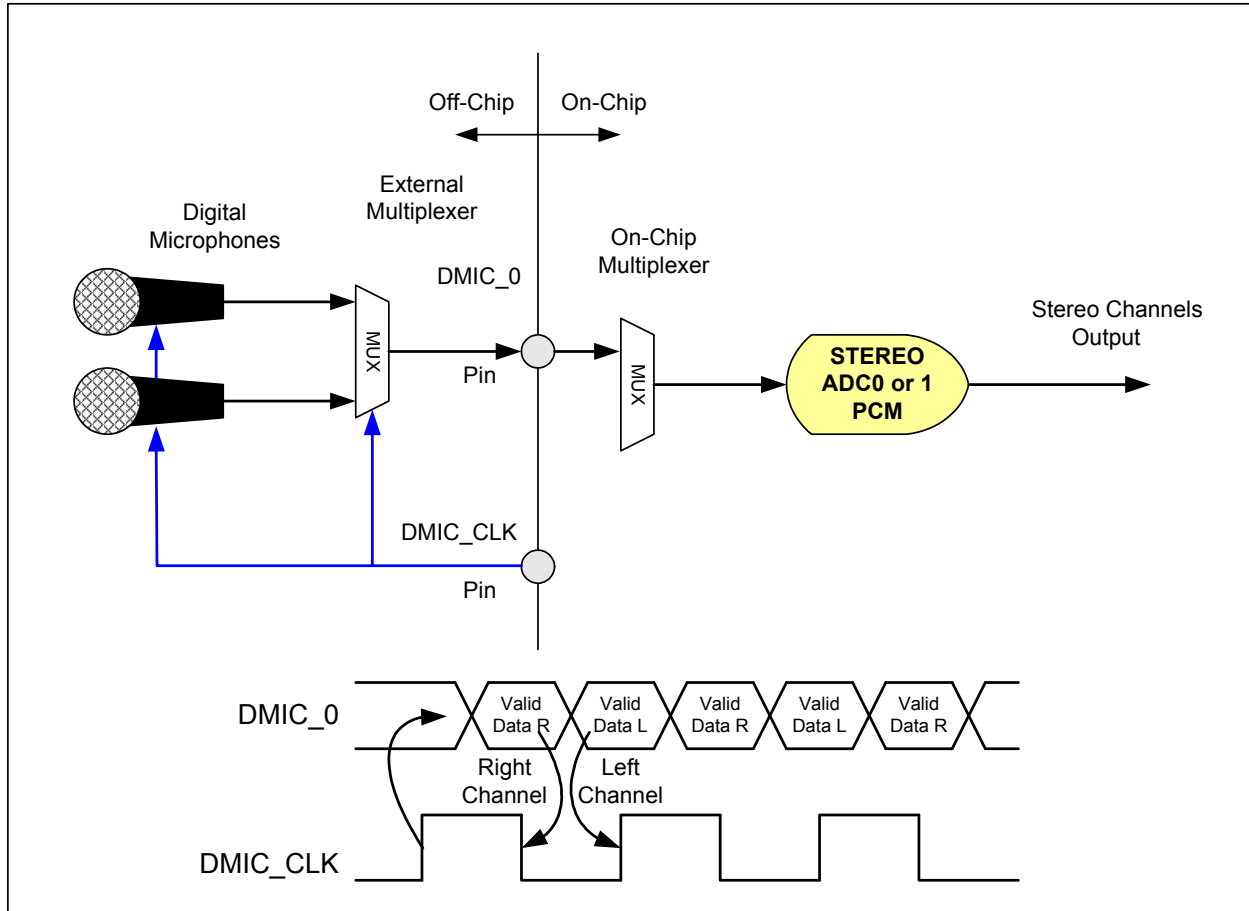 Off-Chip
On-Chip
External
Multiplexer
Digital
Microphones
On-Chip
Multiplexer
DMIC_0
Stereo Channels
Output
MUX
MUX
STEREO
ADC0 or 1
PCM
Pin
DMIC_CLK
Pin
DMIC_0
Valid
Data R
Valid
Data L
Valid
Data R
Valid
Data L
Valid
Data R
Right
Channel
Left
Channel
DMIC_CLK